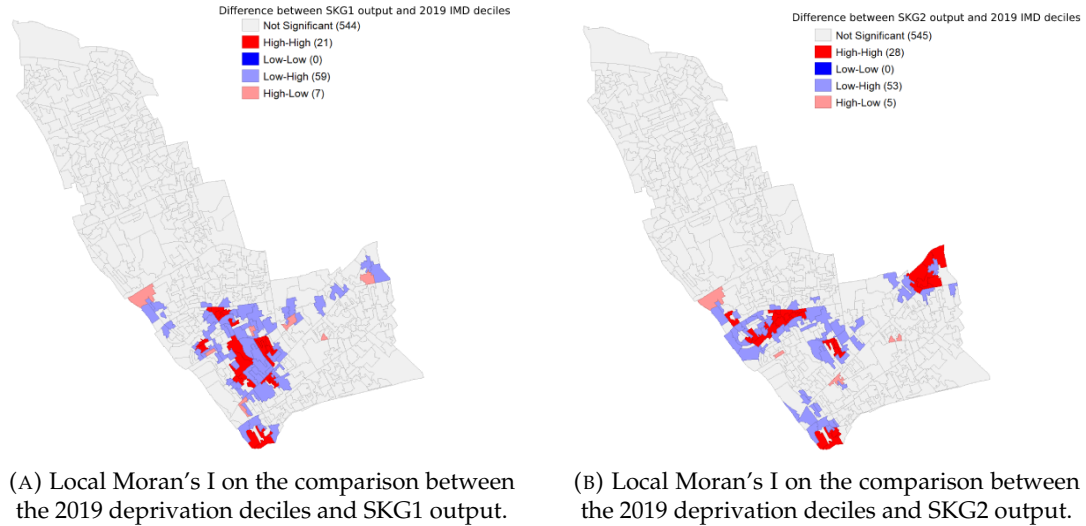 Difference between SKG1 output and 2019 IMD deciles
Not Significant (544)
High-High (21)
Low-Low (0)
Low-High (59)
High-Low (7)
Difference between SKG2 output and 2019 IMD deciles
Not Significant (545)
High-High (28)
Low-Low (0)
Low-High (53)
High-Low (5)
(A) Local Moran's I on the comparison between
the 2019 deprivation deciles and SKG1 output.
(B) Local Moran's I on the comparison between
the 2019 deprivation deciles and SKG2 output.